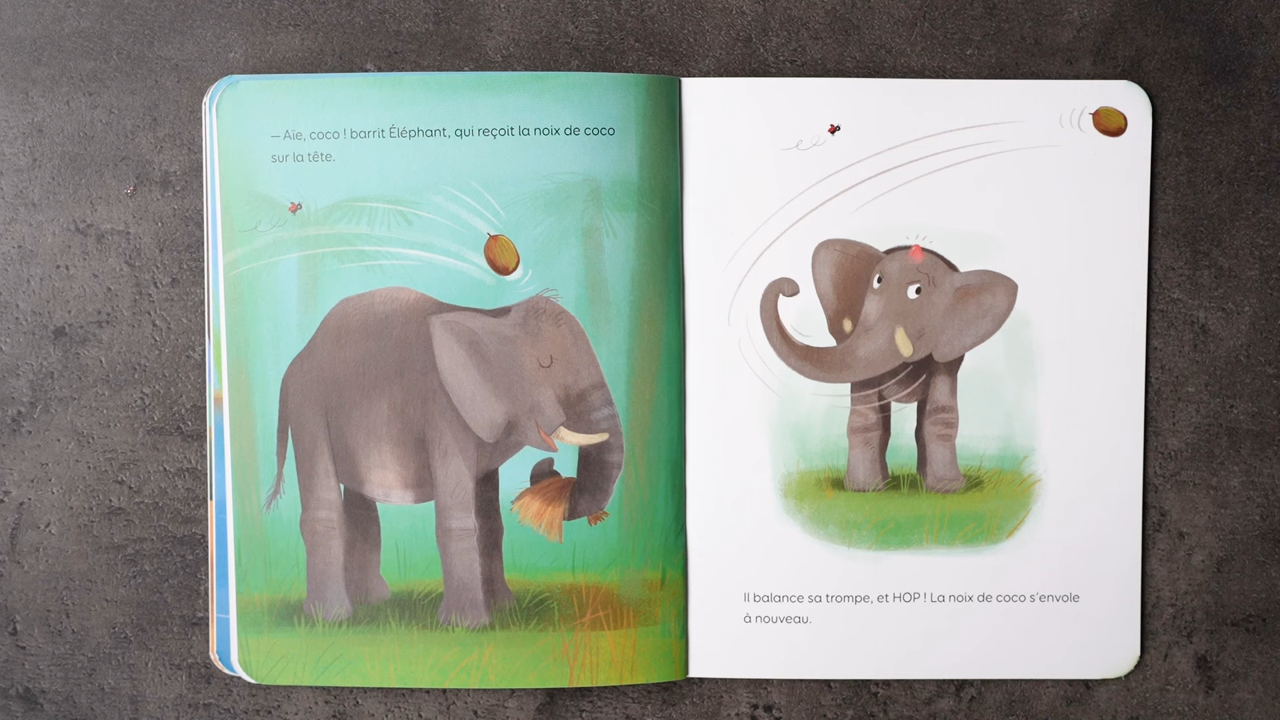 – Aïe, coco ! barrit Éléphant, qui reçoit la noix de coco
sur la tête.
Il balance sa trompe, et HOP ! La noix de coco s'envole
à nouveau.